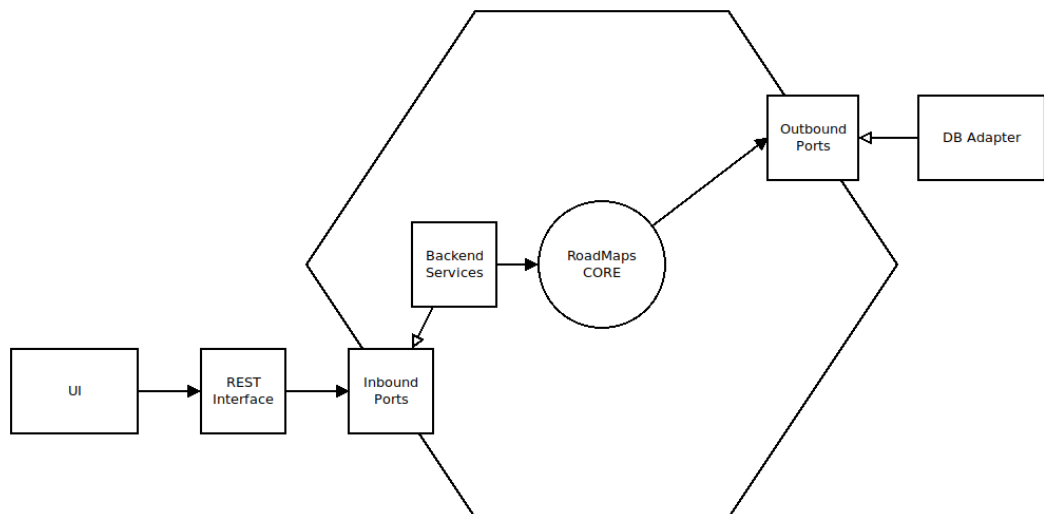 Outbound
Ports
DB Adapter
Backend
Services
RoadMaps
CORE
UI
REST
Interface
Inbound
Ports